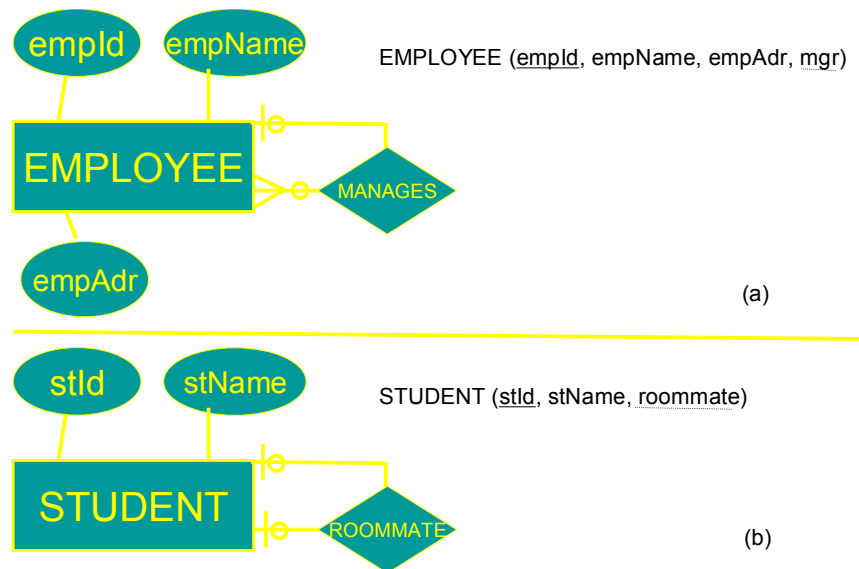 empId
empName
EMPLOYEE (empId, empName, empAdr, mgr)
EMPLOYEE
MANAGES
empAdr
(a)
stId
stName
STUDENT (stId, stName, roommate)
STUDENT
ROOMMATE
(b)